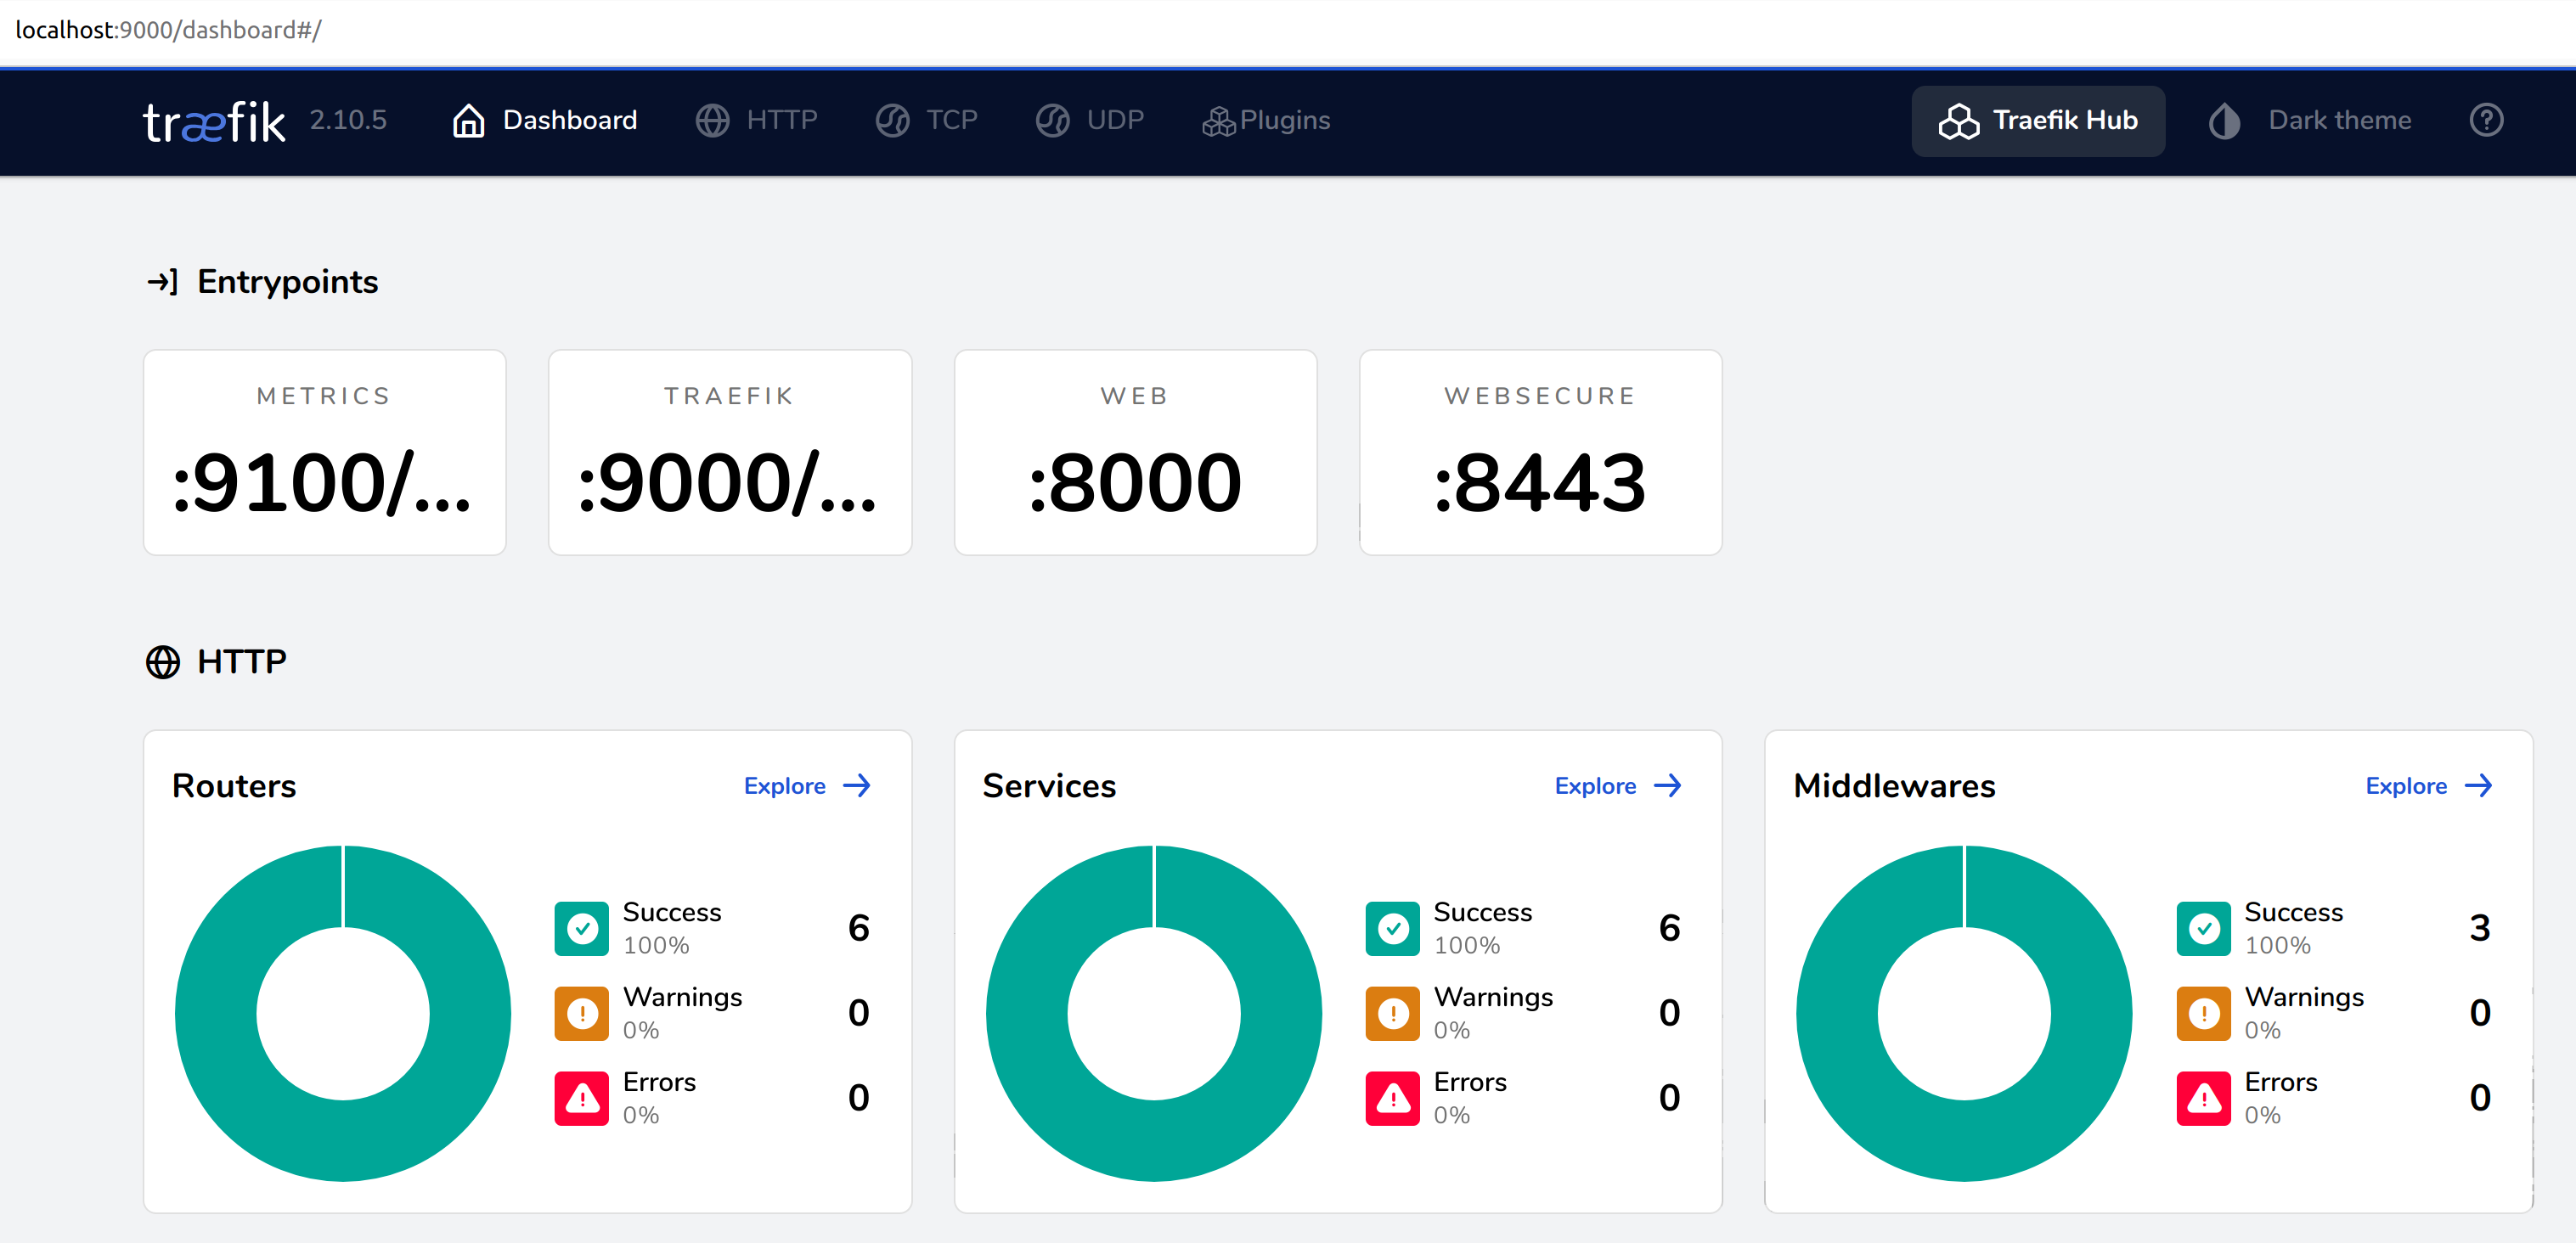 localhost:9000/dashboard#/
træfik 2.10.5 Dashboard HTTP TCP UDP Plugins Traefik Hub Dark theme
Entrypoints
METRICS
:9100/...
TRAEFIK
:9000/...
WEB
:8000
WEBSECURE
:8443
HTTP
Routers Explore
Success 6
100%
Warnings 0
0%
Errors 0
0%
Services Explore
Success 6
100%
Warnings 0
0%
Errors 0
0%
Middlewares Explore
Success 3
100%
Warnings 0
0%
Errors 0
0%